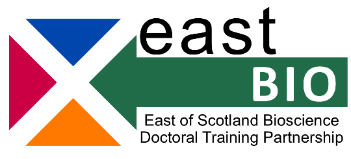 east
BIO
East of Scotland Bioscience
Doctoral Training Partnership